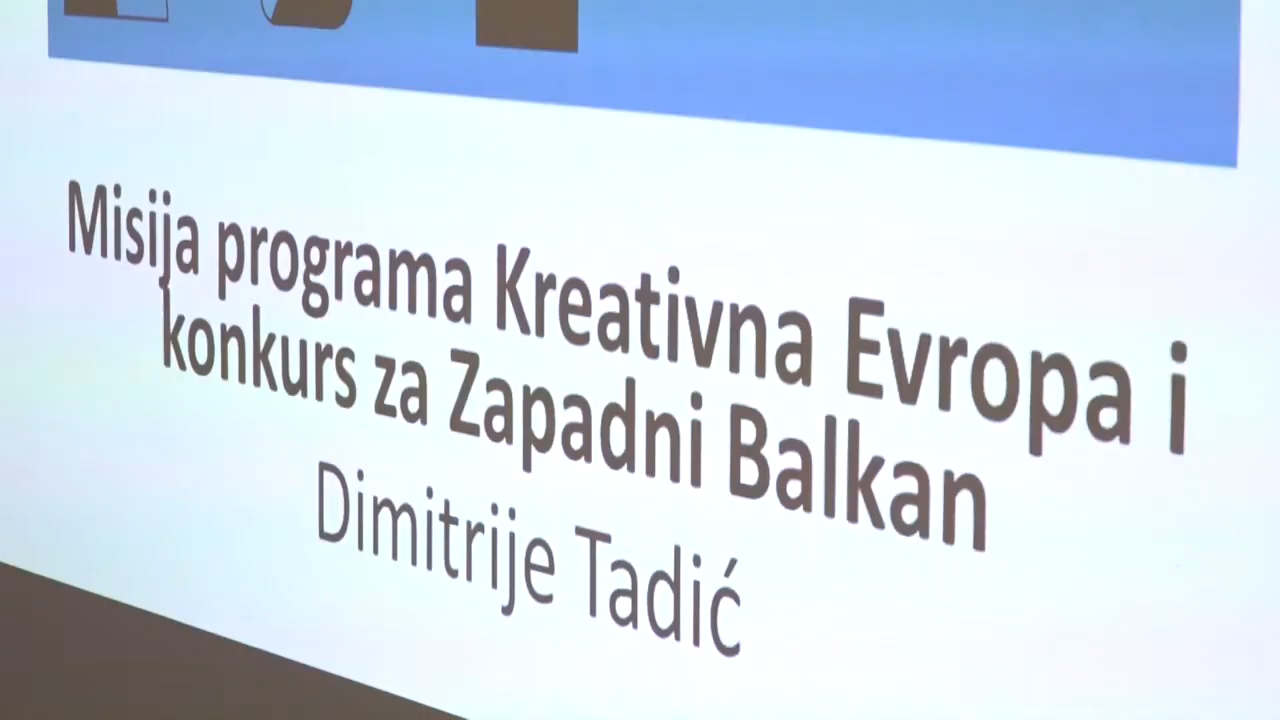 Misija programa Kreativna Evropa i
konkurs za Zapadni Balkan
Dimitrije Tadić